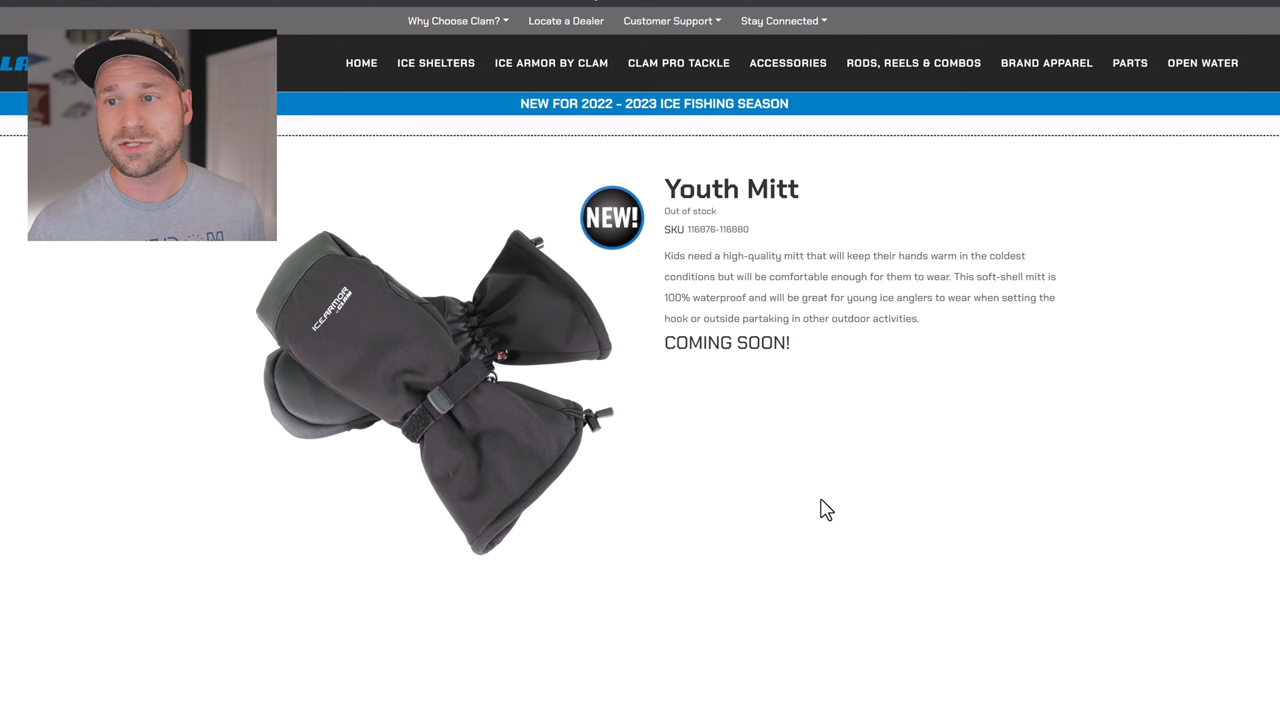 Why Choose Clam? Locate a Dealer Customer Support Stay Connected
HOME ICE SHELTERS ICE ARMOR BY CLAM CLAM PRO TACKLE ACCESSORIES RODS, REELS & COMBOS BRAND APPAREL PARTS OPEN WATER
NEW FOR 2022 - 2023 ICE FISHING SEASON
NEW!
Youth Mitt
Out of stock
SKU 116876-116880
Kids need a high-quality mitt that will keep their hands warm in the coldest
conditions but will be comfortable enough for them to wear. This soft-shell mitt is
100% waterproof and will be great for young ice anglers to wear when setting the
hook or outside partaking in other outdoor activities.
COMING SOON!
ICEARMOR
CLAM